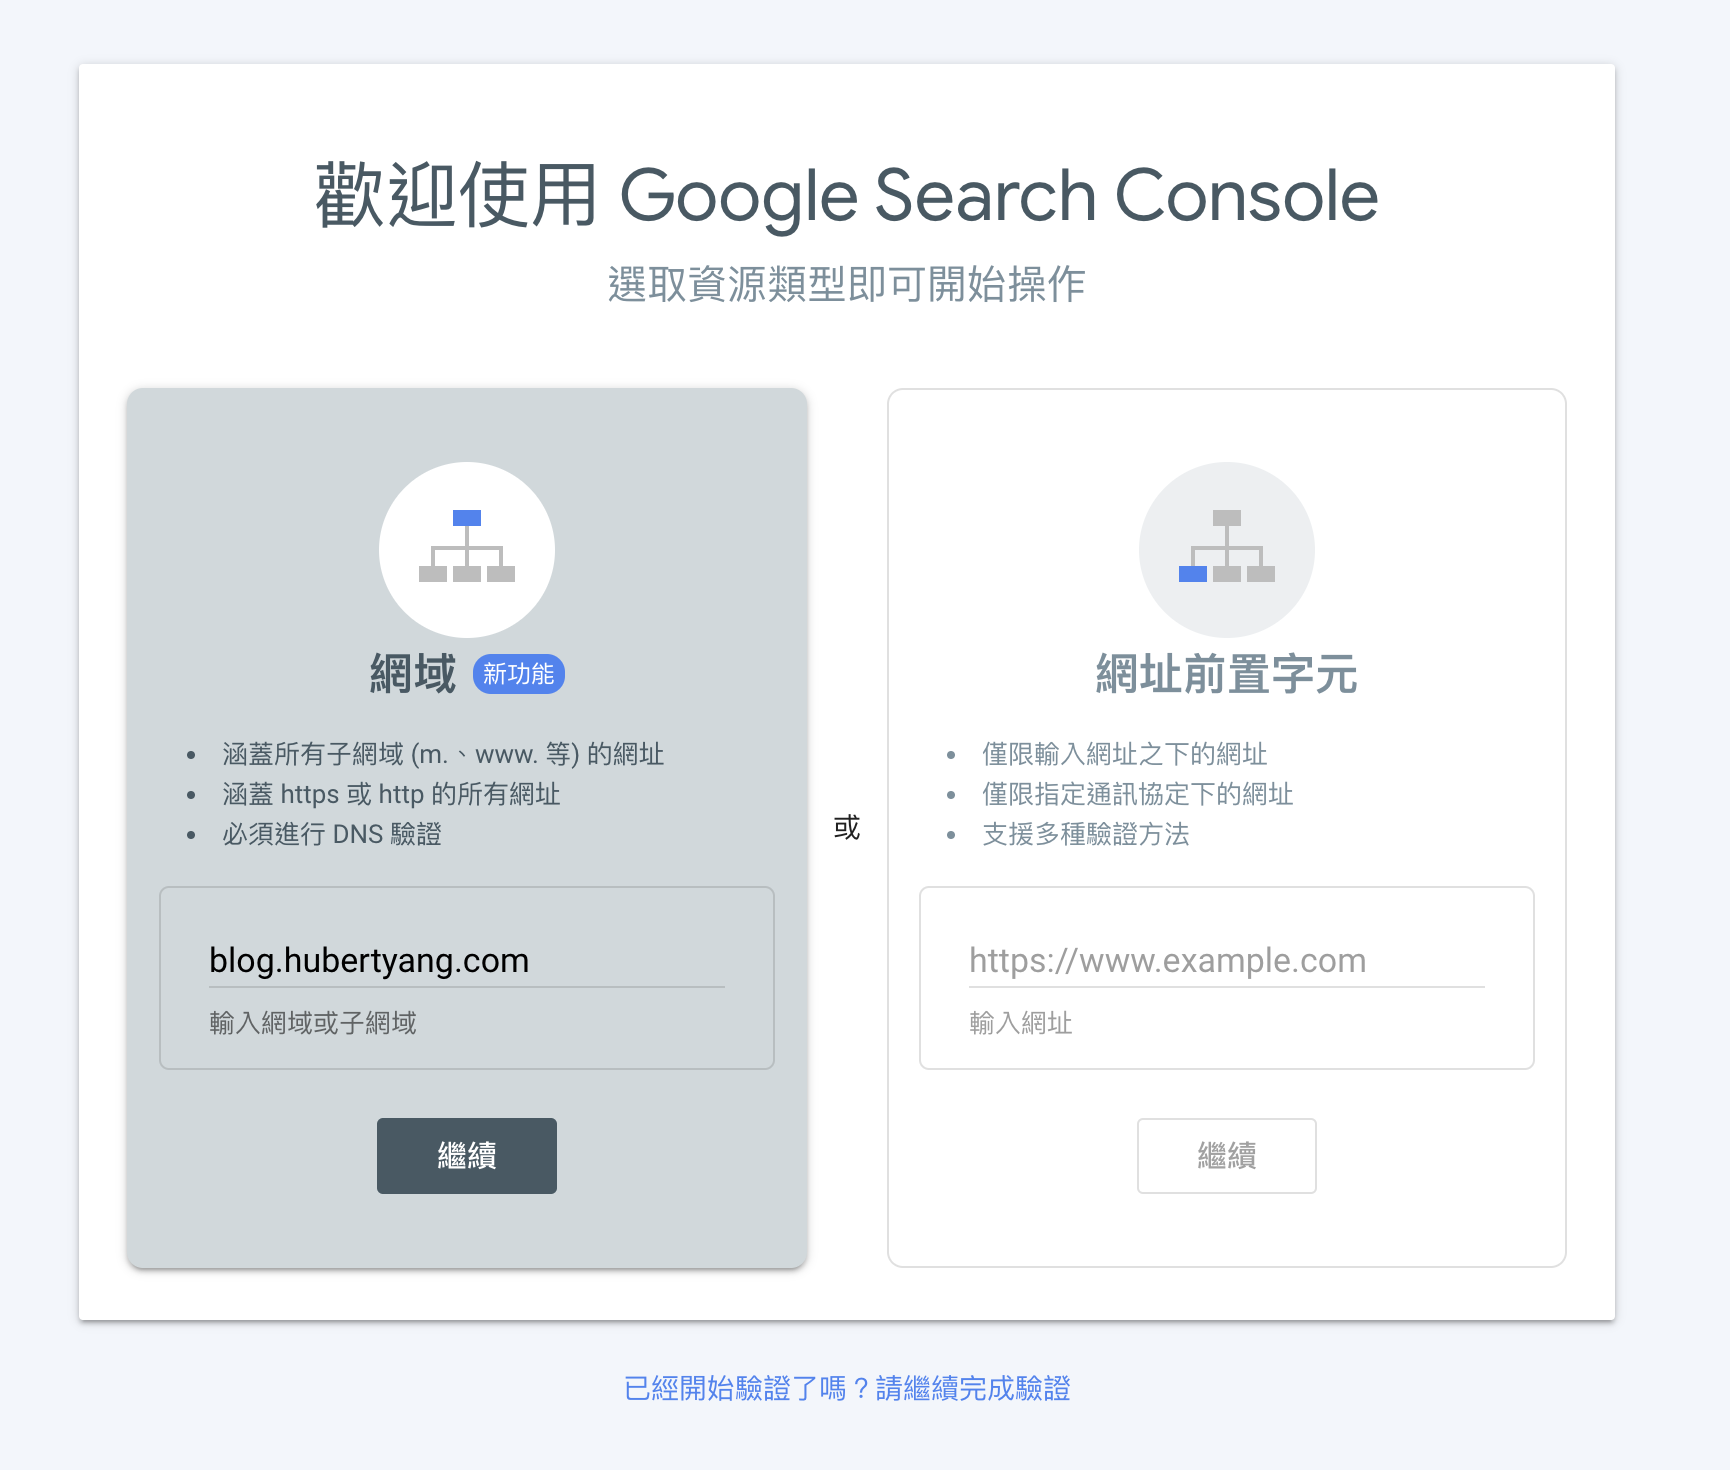 歡迎使用 Google Search Console
選取資源類型即可開始操作
網域 新功能
涵蓋所有子網域 (m.、www. 等) 的網址
涵蓋 https 或 http 的所有網址
必須進行 DNS 驗證
blog.hubertyang.com
輸入網域或子網域
繼續
或
網址前置字元
僅限輸入網址之下的網址
僅限指定通訊協定下的網址
支援多種驗證方法
https://www.example.com
輸入網址
繼續
已經開始驗證了嗎？請繼續完成驗證